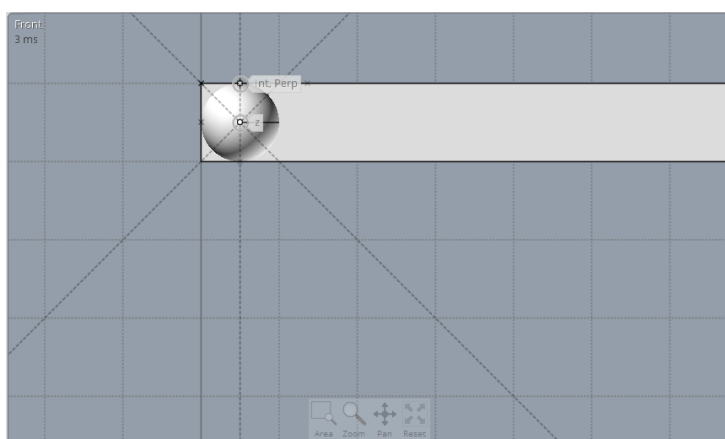 Front
3 ms
int, Perp
z
Area Zoom Pan Reset